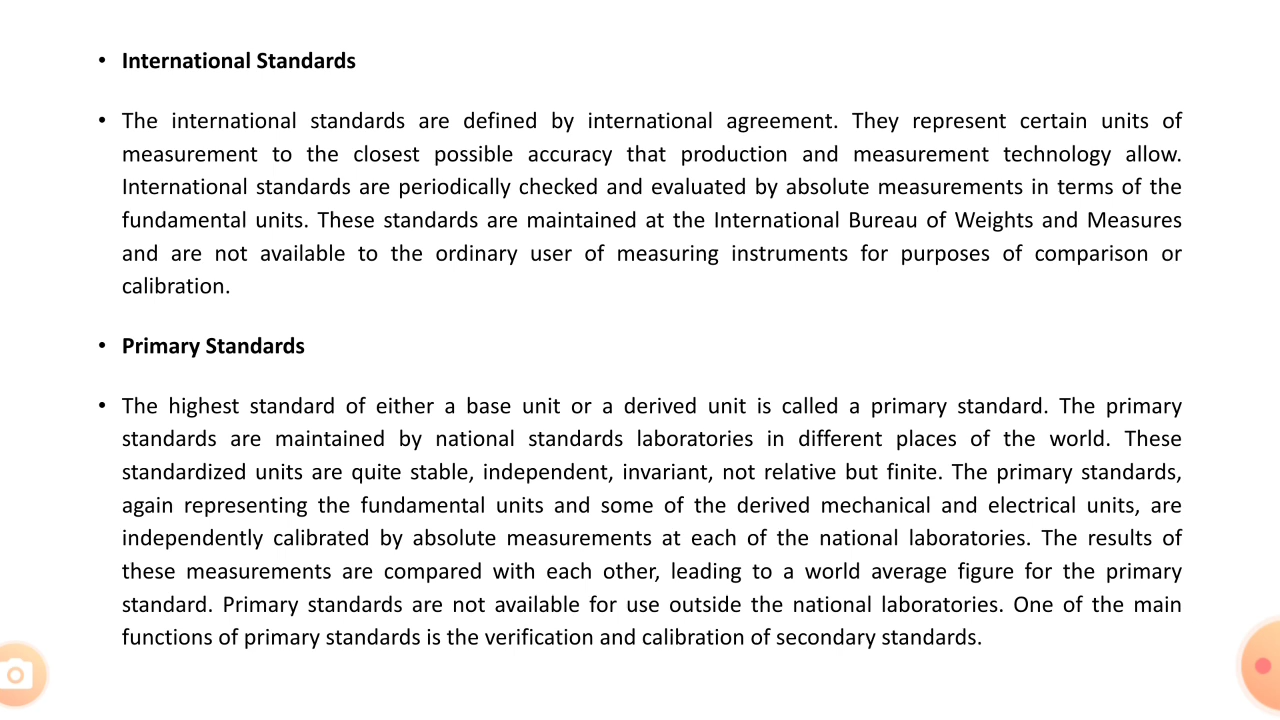 • International Standards
• The international standards are defined by international agreement. They represent certain units of
measurement to the closest possible accuracy that production and measurement technology allow.
International standards are periodically checked and evaluated by absolute measurements in terms of the
fundamental units. These standards are maintained at the International Bureau of Weights and Measures
and are not available to the ordinary user of measuring instruments for purposes of comparison or
calibration.
• Primary Standards
• The highest standard of either a base unit or a derived unit is called a primary standard. The primary
standards are maintained by national standards laboratories in different places of the world. These
standardized units are quite stable, independent, invariant, not relative but finite. The primary standards,
again representing the fundamental units and some of the derived mechanical and electrical units, are
independently calibrated by absolute measurements at each of the national laboratories. The results of
these measurements are compared with each other, leading to a world average figure for the primary
standard. Primary standards are not available for use outside the national laboratories. One of the main
functions of primary standards is the verification and calibration of secondary standards.